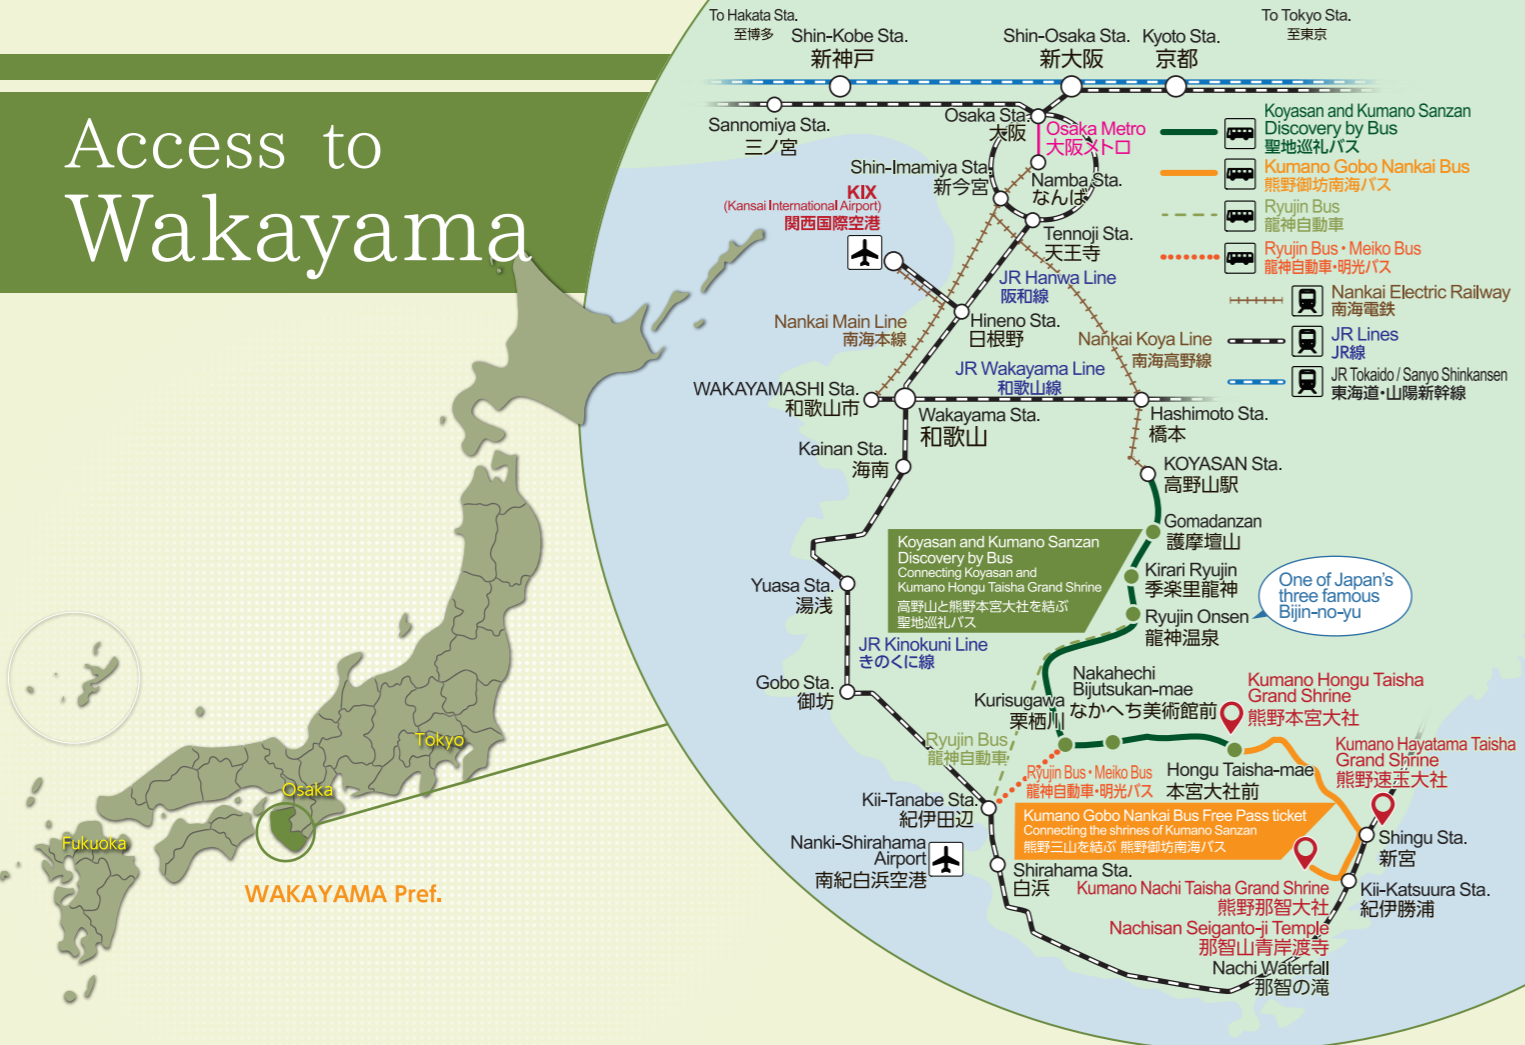 Access to
Wakayama
To Hakata Sta.
至博多
Shin-Kobe Sta.
新神戸
Shin-Osaka Sta.
新大阪
Kyoto Sta.
京都
To Tokyo Sta.
至東京
Sannomiya Sta.
三ノ宮
Osaka Sta.
大阪
Osaka Metro
大阪メトロ
Shin-Imamiya Sta.
新今宮
Namba Sta.
なんば
KIX
(Kansai International Airport)
関西国際空港
Tennoji Sta.
天王寺
JR Hanwa Line
阪和線
Nankai Main Line
南海本線
Hineno Sta.
日根野
Nankai Koya Line
南海高野線
JR Wakayama Line
和歌山線
WAKAYAMASHI Sta.
和歌山市
Wakayama Sta.
和歌山
Hashimoto Sta.
橋本
Kainan Sta.
海南
KOYASAN Sta.
高野山駅
Koyasan and Kumano Sanzan
Discovery by Bus
聖地巡礼バス
Kumano Gobo Nankai Bus
熊野御坊南海バス
Ryujin Bus
龍神自動車
Ryujin Bus・Meiko Bus
龍神自動車・明光バス
Nankai Electric Railway
南海電鉄
JR Lines
JR線
JR Tokaido / Sanyo Shinkansen
東海道・山陽新幹線
Gomadanzan
護摩壇山
Koyasan and Kumano Sanzan
Discovery by Bus
Connecting Koyasan and
Kumano Hongu Taisha Grand Shrine
高野山と熊野本宮大社を結ぶ
聖地巡礼バス
Kirari Ryujin
季楽里龍神
Ryujin Onsen
龍神温泉
One of Japan's
three famous
Bijin-no-yu
Yuasa Sta.
湯浅
JR Kinokuni Line
きのくに線
Gobo Sta.
御坊
Kurisugawa
栗栖川
Nakahechi
Bijutsukan-mae
なかへち美術館前
Kumano Hongu Taisha
Grand Shrine
熊野本宮大社
Ryujin Bus
龍神自動車
Ryujin Bus・Meiko Bus
龍神自動車・明光バス
Hongu Taisha-mae
本宮大社前
Kumano Hayatama Taisha
Grand Shrine
熊野速玉大社
Kii-Tanabe Sta.
紀伊田辺
Kumano Gobo Nankai Bus Free Pass ticket
Connecting the shrines of Kumano Sanzan
熊野三山を結ぶ 熊野御坊南海バス
Shingu Sta.
新宮
Nanki-Shirahama
Airport
南紀白浜空港
Shirahama Sta.
白浜
Kumano Nachi Taisha Grand Shrine
熊野那智大社
Nachisan Seiganto-ji Temple
那智山青岸渡寺
Nachi Waterfall
那智の滝
Kii-Katsuura Sta.
紀伊勝浦
Tokyo
Osaka
Fukuoka
WAKAYAMA Pref.